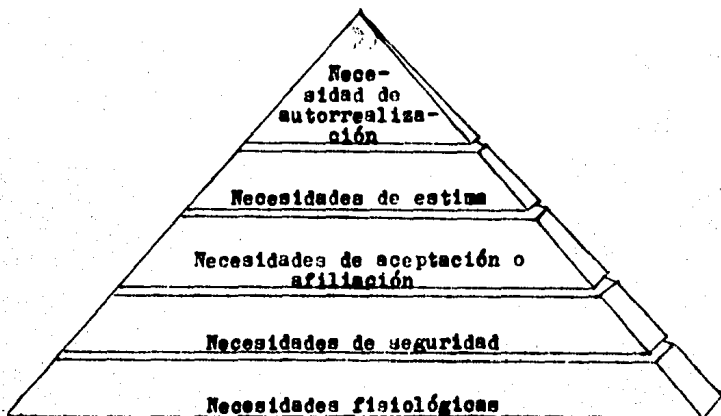 Nece-
sidad de
autorrealiza-
ción
Necesidades de estima
Necesidades de aceptación o
afiliación
Necesidades de seguridad
Necesidades fisiológicas